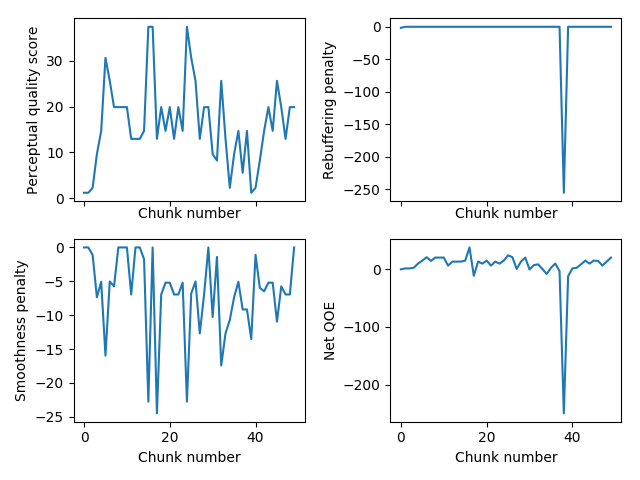 Perceptual quality score
30
20
10
0
Chunk number
Rebuffering penalty
0
−50
−100
−150
−200
−250
Chunk number
Smoothness penalty
0
−5
−10
−15
−20
−25
0 20 40
Chunk number
Net QOE
0
−100
−200
0 20 40
Chunk number